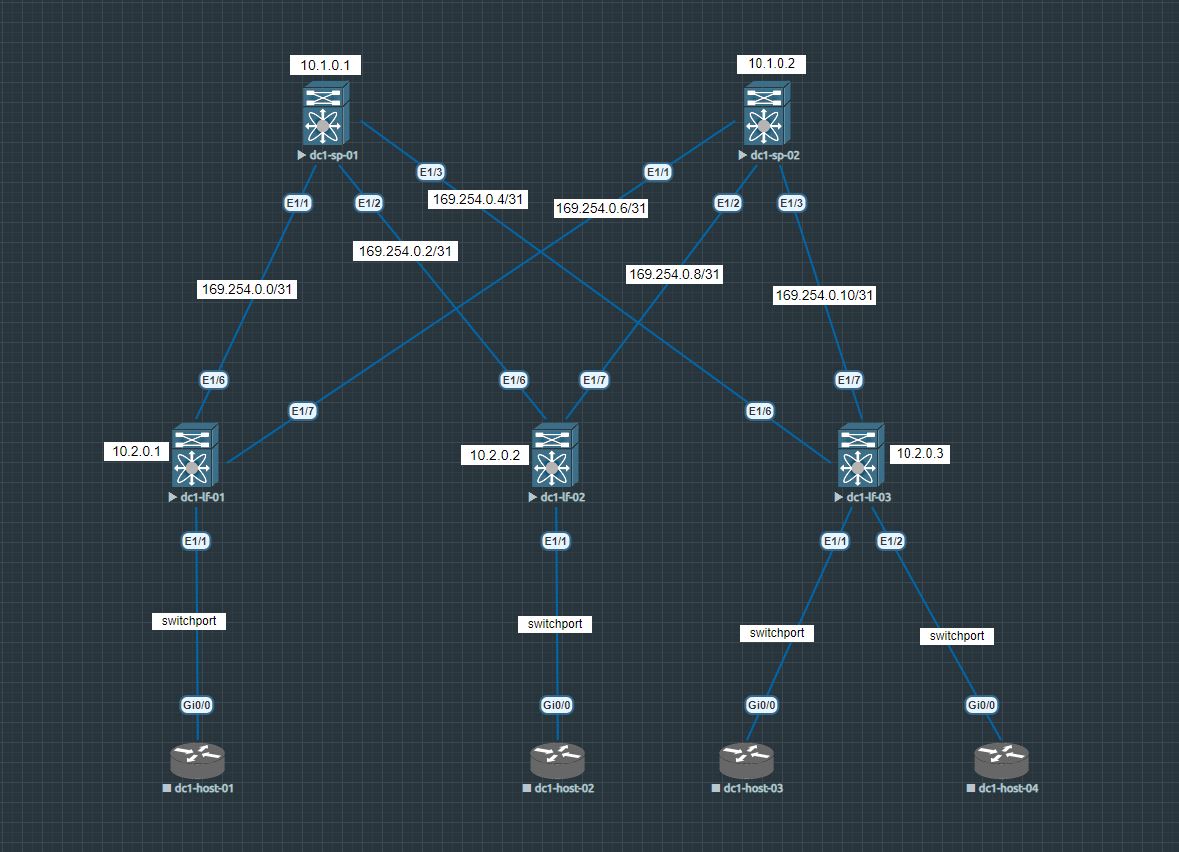 10.1.0.1
10.1.0.2
dc1-sp-01
dc1-sp-02
E1/3
E1/1
E1/1
E1/2
169.254.0.4/31
169.254.0.6/31
E1/2
E1/3
169.254.0.2/31
169.254.0.8/31
169.254.0.0/31
169.254.0.10/31
E1/6
E1/6
E1/7
E1/7
E1/7
E1/6
10.2.0.1
10.2.0.2
10.2.0.3
dc1-lf-01
dc1-lf-02
dc1-lf-03
E1/1
E1/1
E1/1
E1/2
switchport
switchport
switchport
switchport
Gi0/0
Gi0/0
Gi0/0
Gi0/0
dc1-host-01
dc1-host-02
dc1-host-03
dc1-host-04